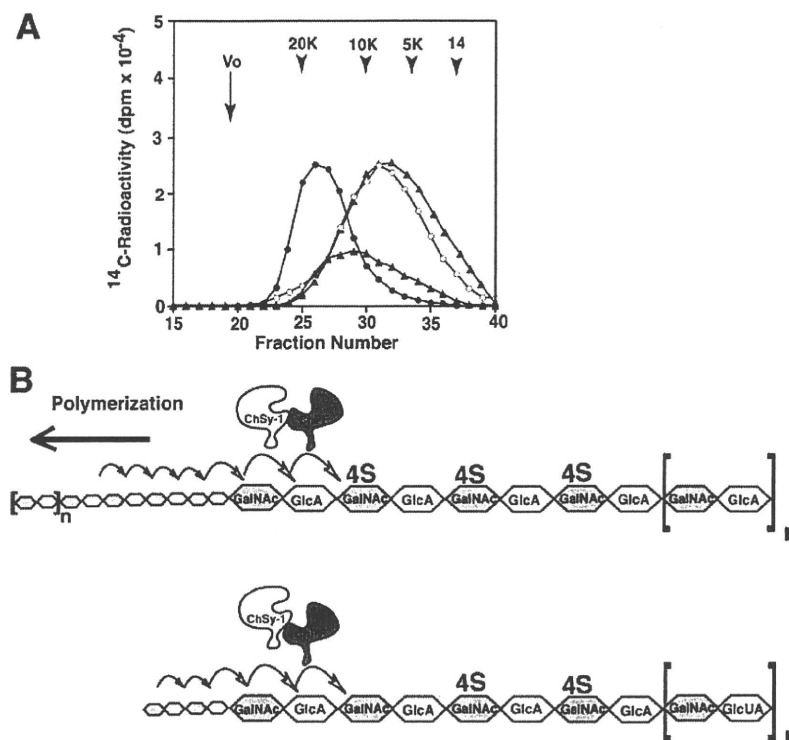 A
¹⁴C-Radioactivity (dpm x 10⁻⁴)
5
4
3
2
1
0
Vo
20K 10K 5K 14
15 20 25 30 35 40
Fraction Number
B
Polymerization
ChSy-1
4S 4S 4S
n GalNAc GlcA GalNAc GlcA GalNAc GlcA GalNAc GlcA GalNAc GlcA
ChSy-1
4S 4S
GalNAc GlcA GalNAc GlcA GalNAc GlcA GalNAc GlcA GalNAc GlcUA